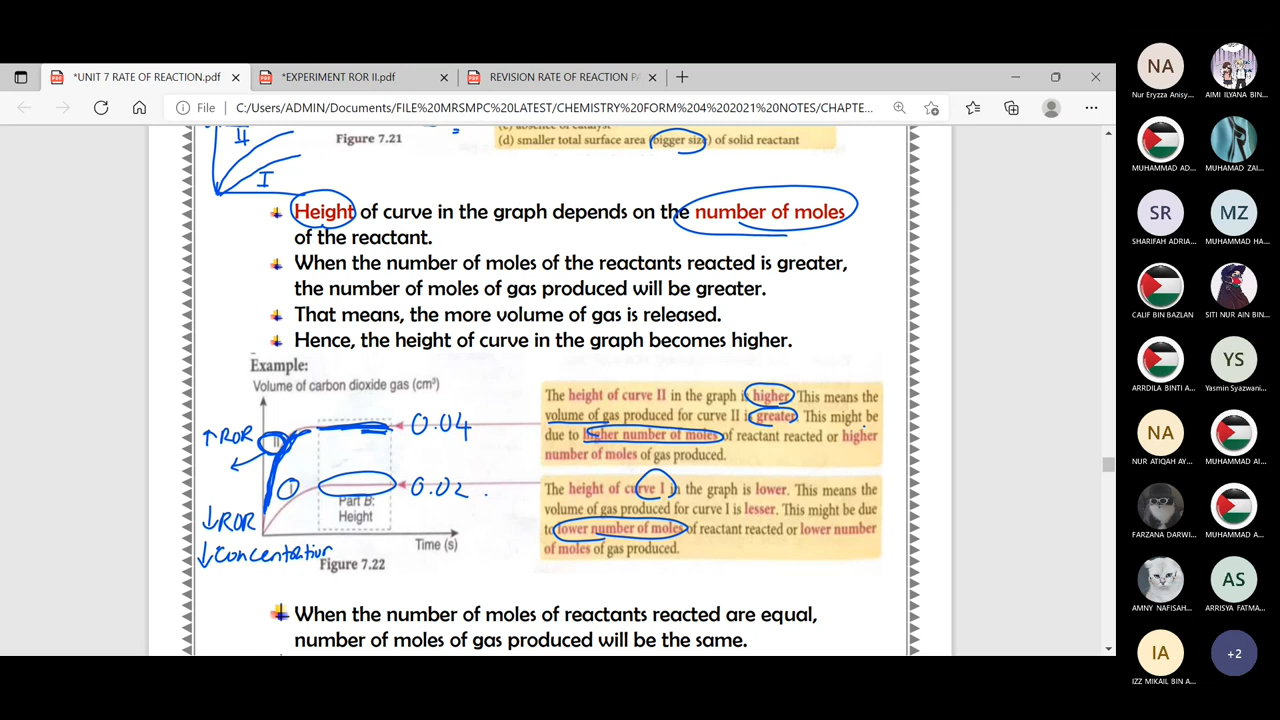 *UNIT 7 RATE OF REACTION.pdf
*EXPERIMENT ROR II.pdf
REVISION RATE OF REACTION PA
File
C:/Users/ADMIN/Documents/FILE%20MRSMPC%20LATEST/CHEMISTRY%20FORM%204%202021%20NOTES/CHAPTE...
II
I
Figure 7.21
(d) smaller total surface area (bigger size) of solid reactant
Height of curve in the graph depends on the number of moles
of the reactant.
When the number of moles of the reactants reacted is greater,
the number of moles of gas produced will be greater.
That means, the more volume of gas is released.
Hence, the height of curve in the graph becomes higher.
Example:
Volume of carbon dioxide gas (cm³)
↑ROR
II
0.04
I
0.02
Part B:
Height
↓ROR
↓Concentration
Time (s)
Figure 7.22
The height of curve II in the graph is higher. This means the
volume of gas produced for curve II is greater. This might be
due to higher number of moles of reactant reacted or higher
number of moles of gas produced.
The height of curve I in the graph is lower. This means the
volume of gas produced for curve I is lesser. This might be due
to lower number of moles of reactant reacted or lower number
of moles of gas produced.
When the number of moles of reactants reacted are equal,
number of moles of gas produced will be the same.
NA
Nur Eryzza Anisy...
AIMI ILYANA BIN...
MUHAMMAD AD...
MUHAMAD ZAI...
SR
SHARIFAH ADRIA...
MZ
MUHAMMAD HA...
CALIF BIN BAZLAN
SITI NUR AIN BIN...
ARRDILA BINTI A...
YS
Yasmin Syazwani...
NA
NUR ATIQAH AY...
MUHAMMAD AI...
FARZANA DARWI...
MUHAMMAD A...
AMNY NAFISAH...
AS
ARRISYA FATMA...
IA
IZZ MIKAIL BIN A...
+2